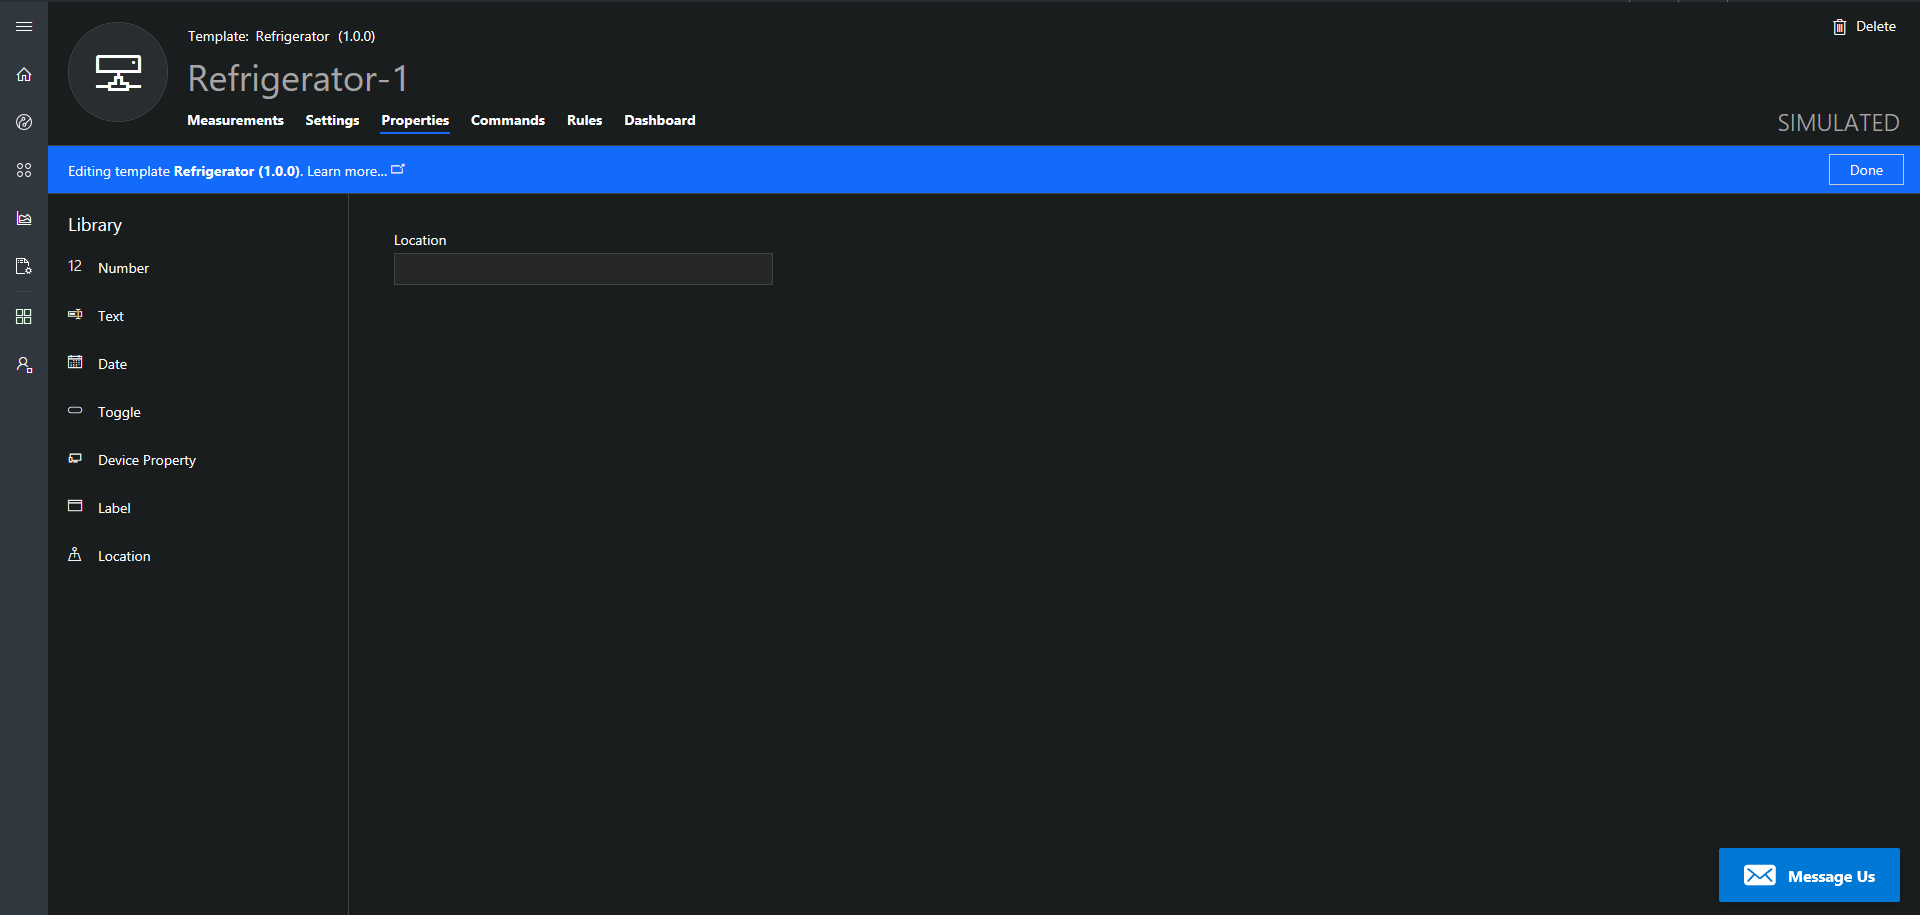 Template: Refrigerator (1.0.0)
Delete
Refrigerator-1
Measurements Settings Properties Commands Rules Dashboard
SIMULATED
Editing template Refrigerator (1.0.0). Learn more...
Done
Library
12 Number
Text
Date
Toggle
Device Property
Label
Location
Location
Message Us